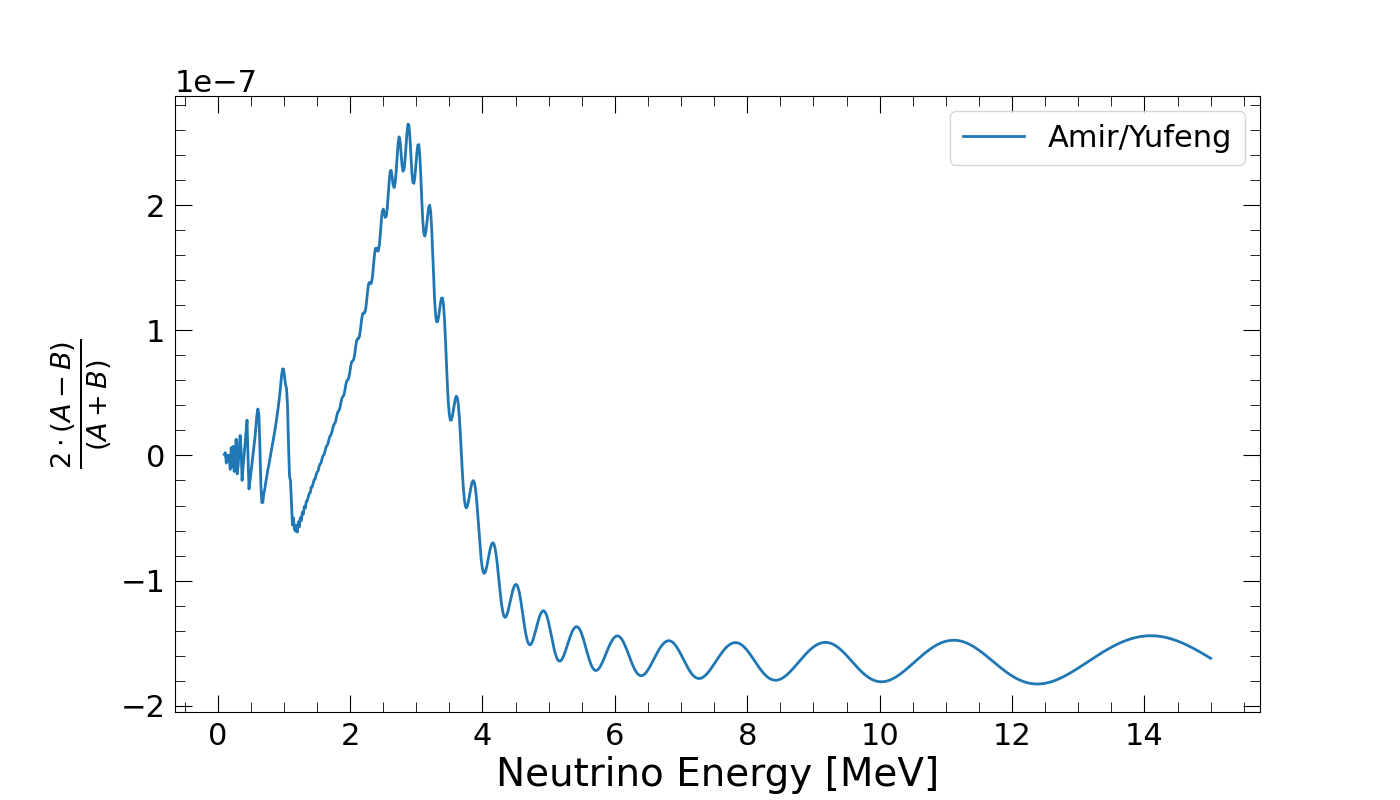 1e−7
Amir/Yufeng
2
1
0
−1
−2
2 · (A − B)
(A + B)
0 2 4 6 8 10 12 14
Neutrino Energy [MeV]